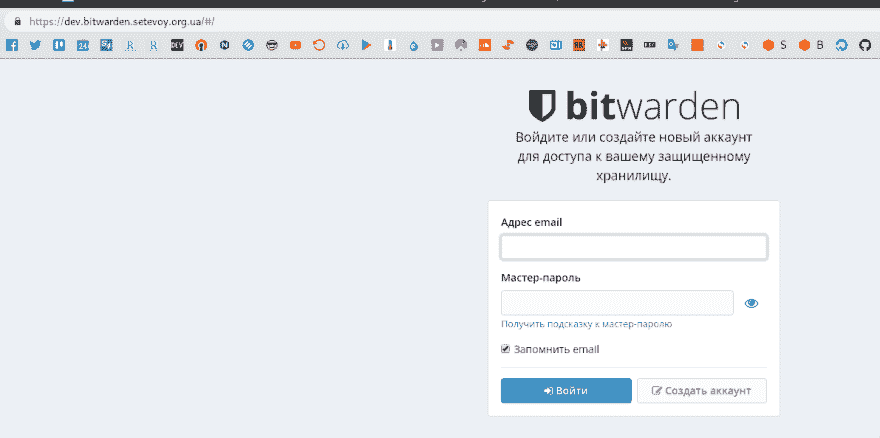 https://dev.bitwarden.setevoy.org.ua/#/
S B
bitwarden
Войдите или создайте новый аккаунт
для доступа к вашему защищенному
хранилищу.
Адрес email
Мастер-пароль
Получить подсказку к мастер-паролю
Запомнить email
Войти Создать аккаунт